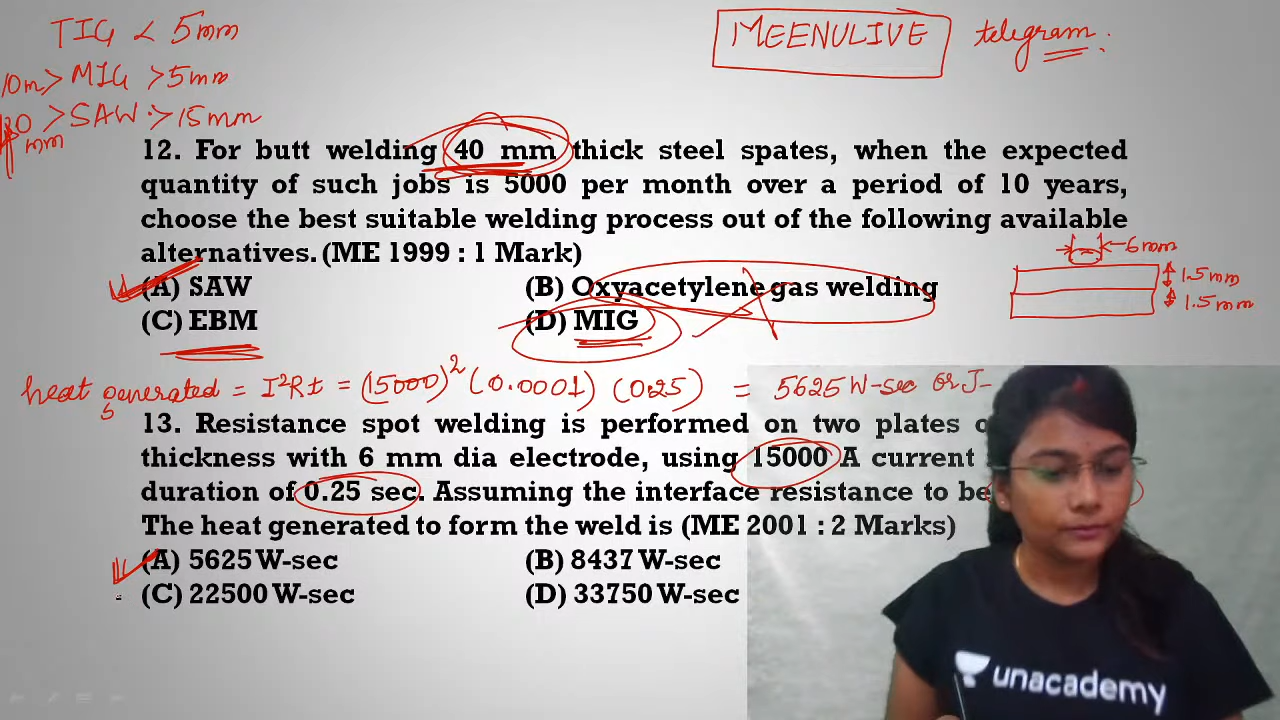 TIG < 5mm
MIG > 5mm
SAW > 15mm
mm
MEENULIVE telegram.
12. For butt welding 40 mm thick steel spates, when the expected
quantity of such jobs is 5000 per month over a period of 10 years,
choose the best suitable welding process out of the following available
alternatives. (ME 1999 : 1 Mark)
(A) SAW (B) Oxyacetylene gas welding
(C) EBM (D) MIG
6mm
1.5mm
1.5mm
heat generated = I²Rt = (15000)² (0.0001) (0.25) = 5625 W-sec or J-
13. Resistance spot welding is performed on two plates
thickness with 6 mm dia electrode, using 15000 A current
duration of 0.25 sec. Assuming the interface resistance to be
The heat generated to form the weld is (ME 2001 : 2 Marks)
(A) 5625 W-sec (B) 8437 W-sec
(C) 22500 W-sec (D) 33750 W-sec
unacademy